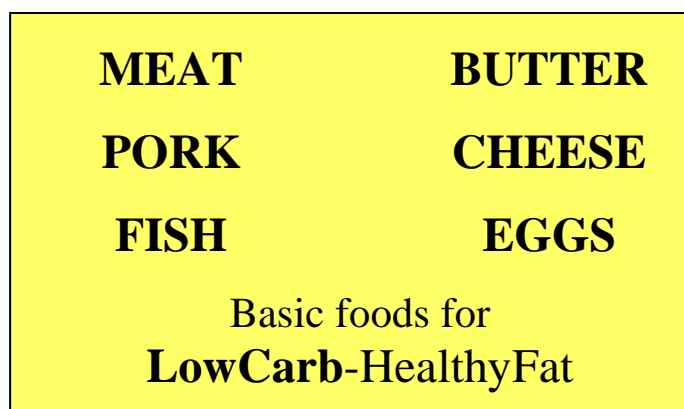 MEAT BUTTER
PORK CHEESE
FISH EGGS
Basic foods for
LowCarb-HealthyFat